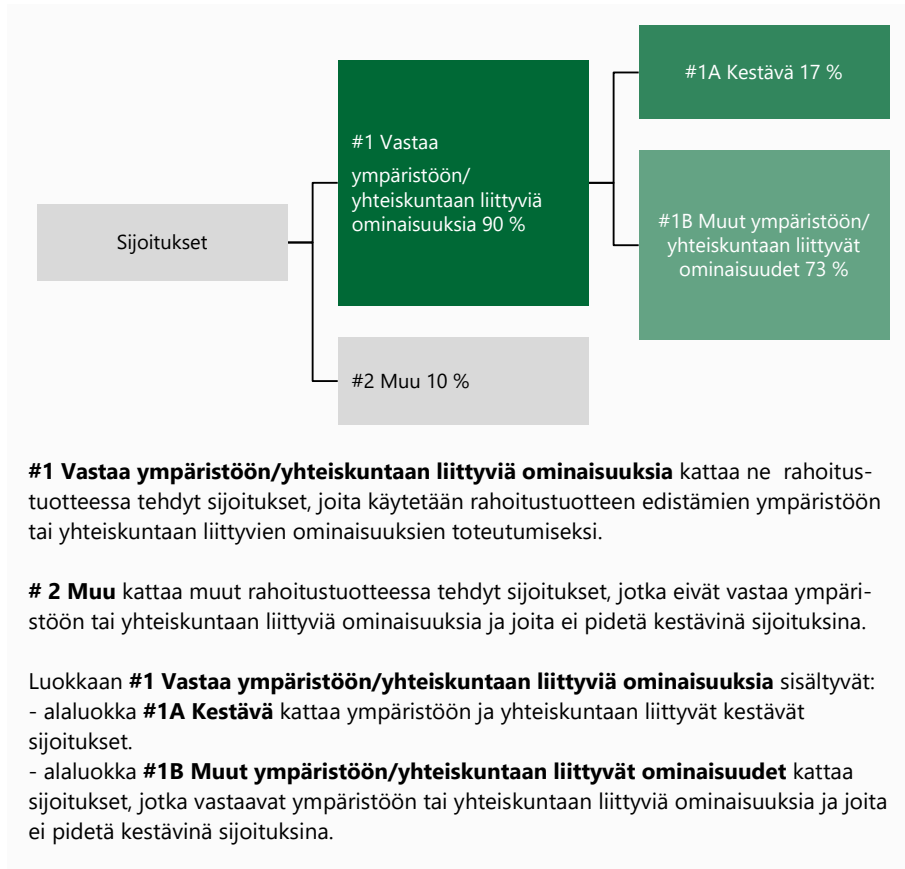 Sijoitukset
#1 Vastaa
ympäristöön/
yhteiskuntaan liittyviä
ominaisuuksia 90 %
#2 Muu 10 %
#1A Kestävä 17 %
#1B Muut ympäristöön/
yhteiskuntaan liittyvät
ominaisuudet 73 %
#1 Vastaa ympäristöön/yhteiskuntaan liittyviä ominaisuuksia kattaa ne rahoitus-
tuotteessa tehdyt sijoitukset, joita käytetään rahoitustuotteen edistämien ympäristöön
tai yhteiskuntaan liittyvien ominaisuuksien toteutumiseksi.
# 2 Muu kattaa muut rahoitustuotteessa tehdyt sijoitukset, jotka eivät vastaa ympäri-
stöön tai yhteiskuntaan liittyviä ominaisuuksia ja joita ei pidetä kestävinä sijoituksina.
Luokkaan #1 Vastaa ympäristöön/yhteiskuntaan liittyviä ominaisuuksia sisältyvät:
- alaluokka #1A Kestävä kattaa ympäristöön ja yhteiskuntaan liittyvät kestävät
sijoitukset.
- alaluokka #1B Muut ympäristöön/yhteiskuntaan liittyvät ominaisuudet kattaa
sijoitukset, jotka vastaavat ympäristöön tai yhteiskuntaan liittyviä ominaisuuksia ja joita
ei pidetä kestävinä sijoituksina.